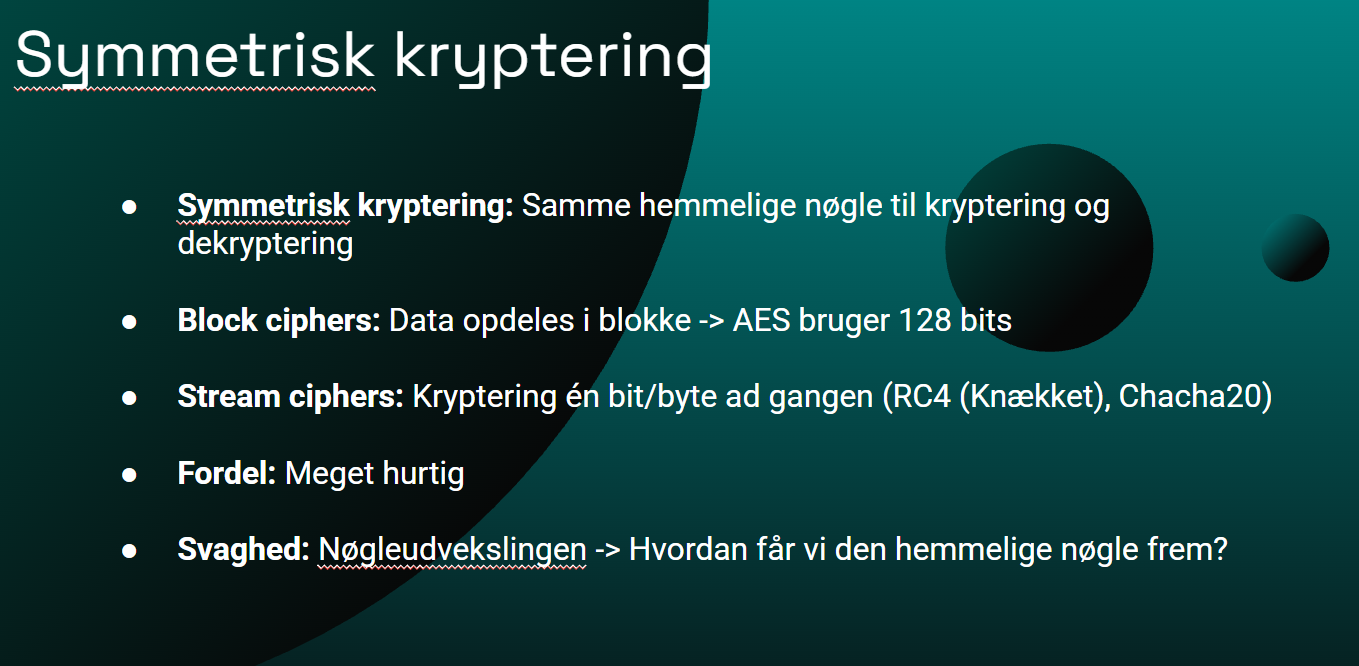 Symmetrisk kryptering
● Symmetrisk kryptering: Samme hemmelige nøgle til kryptering og
dekryptering
● Block ciphers: Data opdeles i blokke -> AES bruger 128 bits
● Stream ciphers: Kryptering én bit/byte ad gangen (RC4 (Knækket), Chacha20)
● Fordel: Meget hurtig
● Svaghed: Nøgleudvekslingen -> Hvordan får vi den hemmelige nøgle frem?